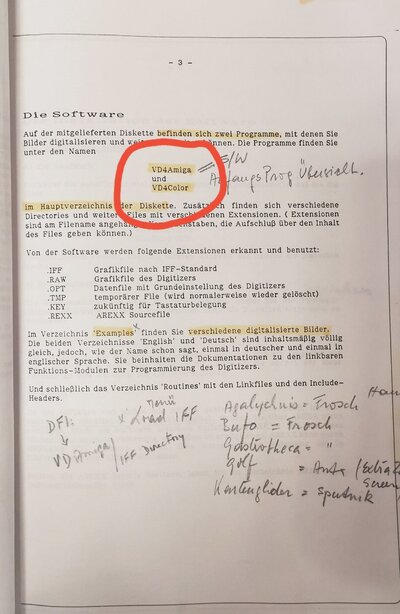 - 3 -
Die Software
Auf der mitgelieferten Diskette befinden sich zwei Programme, mit denen Sie
Bilder digitalisieren und können. Die Programme finden Sie
unter den Namen
VD4Amiga = S/W
und Anfangs Prog Übersicht.
VD4Color
im Hauptverzeichnis der Diskette. Zusätzlich finden sich verschiedene
Directories und weitere Files mit verschiedenen Extensionen. ( Extensionen
sind am Filename angehängte Buchstaben, die Aufschluß über den Inhalt
des Files geben können.)
Von der Software werden folgende Extensionen erkannt und benutzt:
.IFF Grafikfile nach IFF-Standard
.RAW Grafikfile des Digitizers
.OPT Datenfile mit Grundeinstellung des Digitizers
.TMP temporärer File (wird normalerweise wieder gelöscht)
.KEY zukünftig für Tastaturbelegung
.REXX AREXX Sourcefile
Im Verzeichnis 'Examples' finden Sie verschiedene digitalisierte Bilder.
Die beiden Verzeichnisse 'English' und 'Deutsch' sind inhaltsmäßig völlig
gleich, jedoch, wie der Name schon sagt, einmal in deutscher und einmal in
englischer Sprache. Sie beinhalten die Dokumentationen zu den linkbaren
Funktions-Modulen zur Programmierung des Digitizers.
Und schließlich das Verzeichnis 'Routines' mit den Linkfiles und den Include-
Headers.
Menü
DF1: x Load IFF
VD Amiga/ IFF Directory
Agalychnis = Frosch
Bufo = Frosch
Gastrotheca = "
Golf = Auto (Extra
Screen
= Sputnik